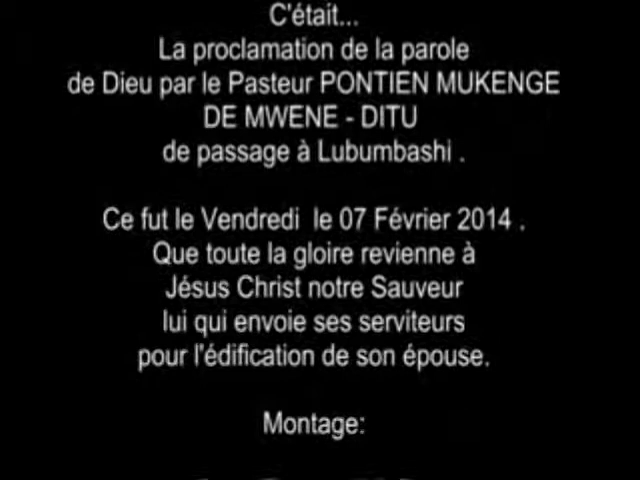 C'était...
La proclamation de la parole
de Dieu par le Pasteur PONTIEN MUKENGE
DE MWENE - DITU
de passage à Lubumbashi .
Ce fut le Vendredi  le 07 Février 2014 .
Que toute la gloire revienne à
Jésus Christ notre Sauveur
lui qui envoie ses serviteurs
pour l'édification de son épouse.
Montage: